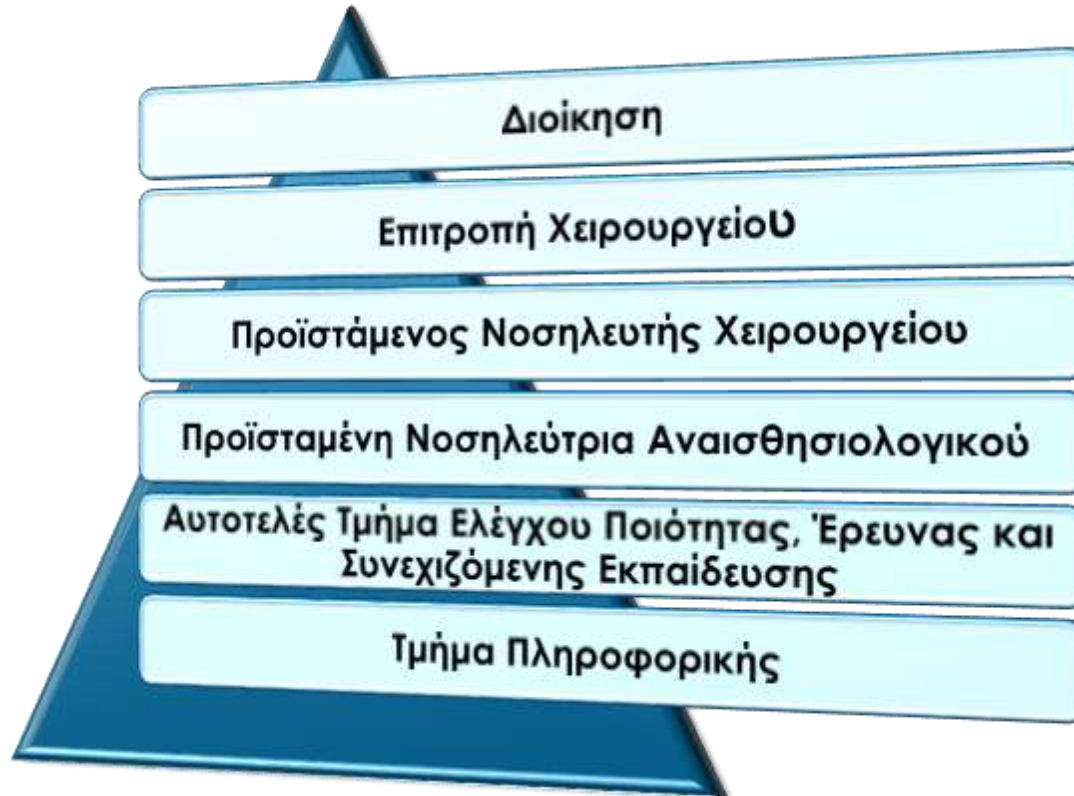 Διοίκηση
Επιτροπή Χειρουργείου
Προϊστάμενος Νοσηλευτής Χειρουργείου
Προϊσταμένη Νοσηλεύτρια Αναισθησιολογικού
Αυτοτελές Τμήμα Ελέγχου Ποιότητας, Έρευνας και
Συνεχιζόμενης Εκπαίδευσης
Τμήμα Πληροφορικής